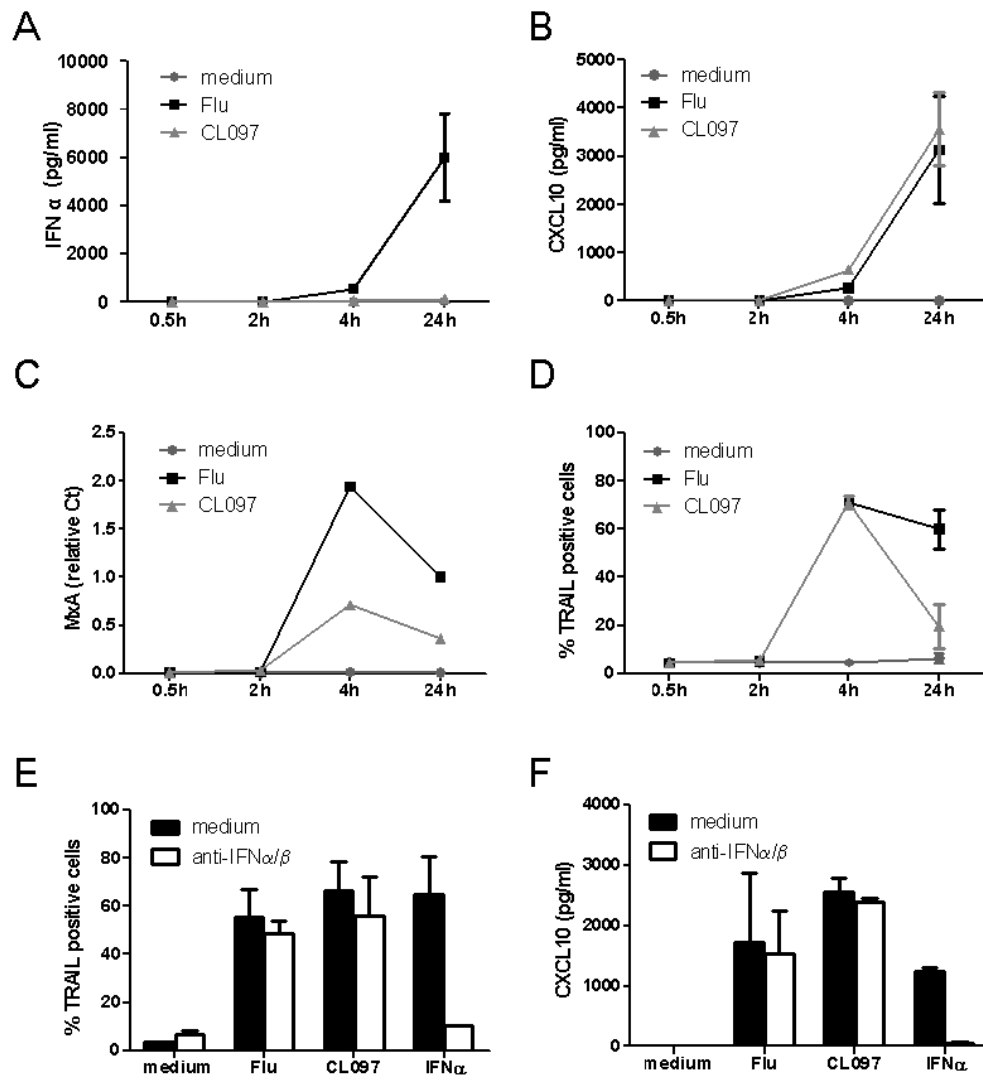 A
IFN α (pg/ml)
10000
8000
6000
4000
2000
0
medium
Flu
CL097
0.5h 2h 4h 24h
B
CXCL10 (pg/ml)
5000
4000
3000
2000
1000
0
medium
Flu
CL097
0.5h 2h 4h 24h
C
MxA (relative Ct)
2.5
2.0
1.5
1.0
0.5
0.0
medium
Flu
CL097
0.5h 2h 4h 24h
D
% TRAIL positive cells
100
80
60
40
20
0
medium
Flu
CL097
0.5h 2h 4h 24h
E
% TRAIL positive cells
100
80
60
40
20
0
medium
anti-IFNα/β
medium Flu CL097 IFNα
F
CXCL10 (pg/ml)
4000
3000
2000
1000
0
medium
anti-IFNα/β
medium Flu CL097 IFNα